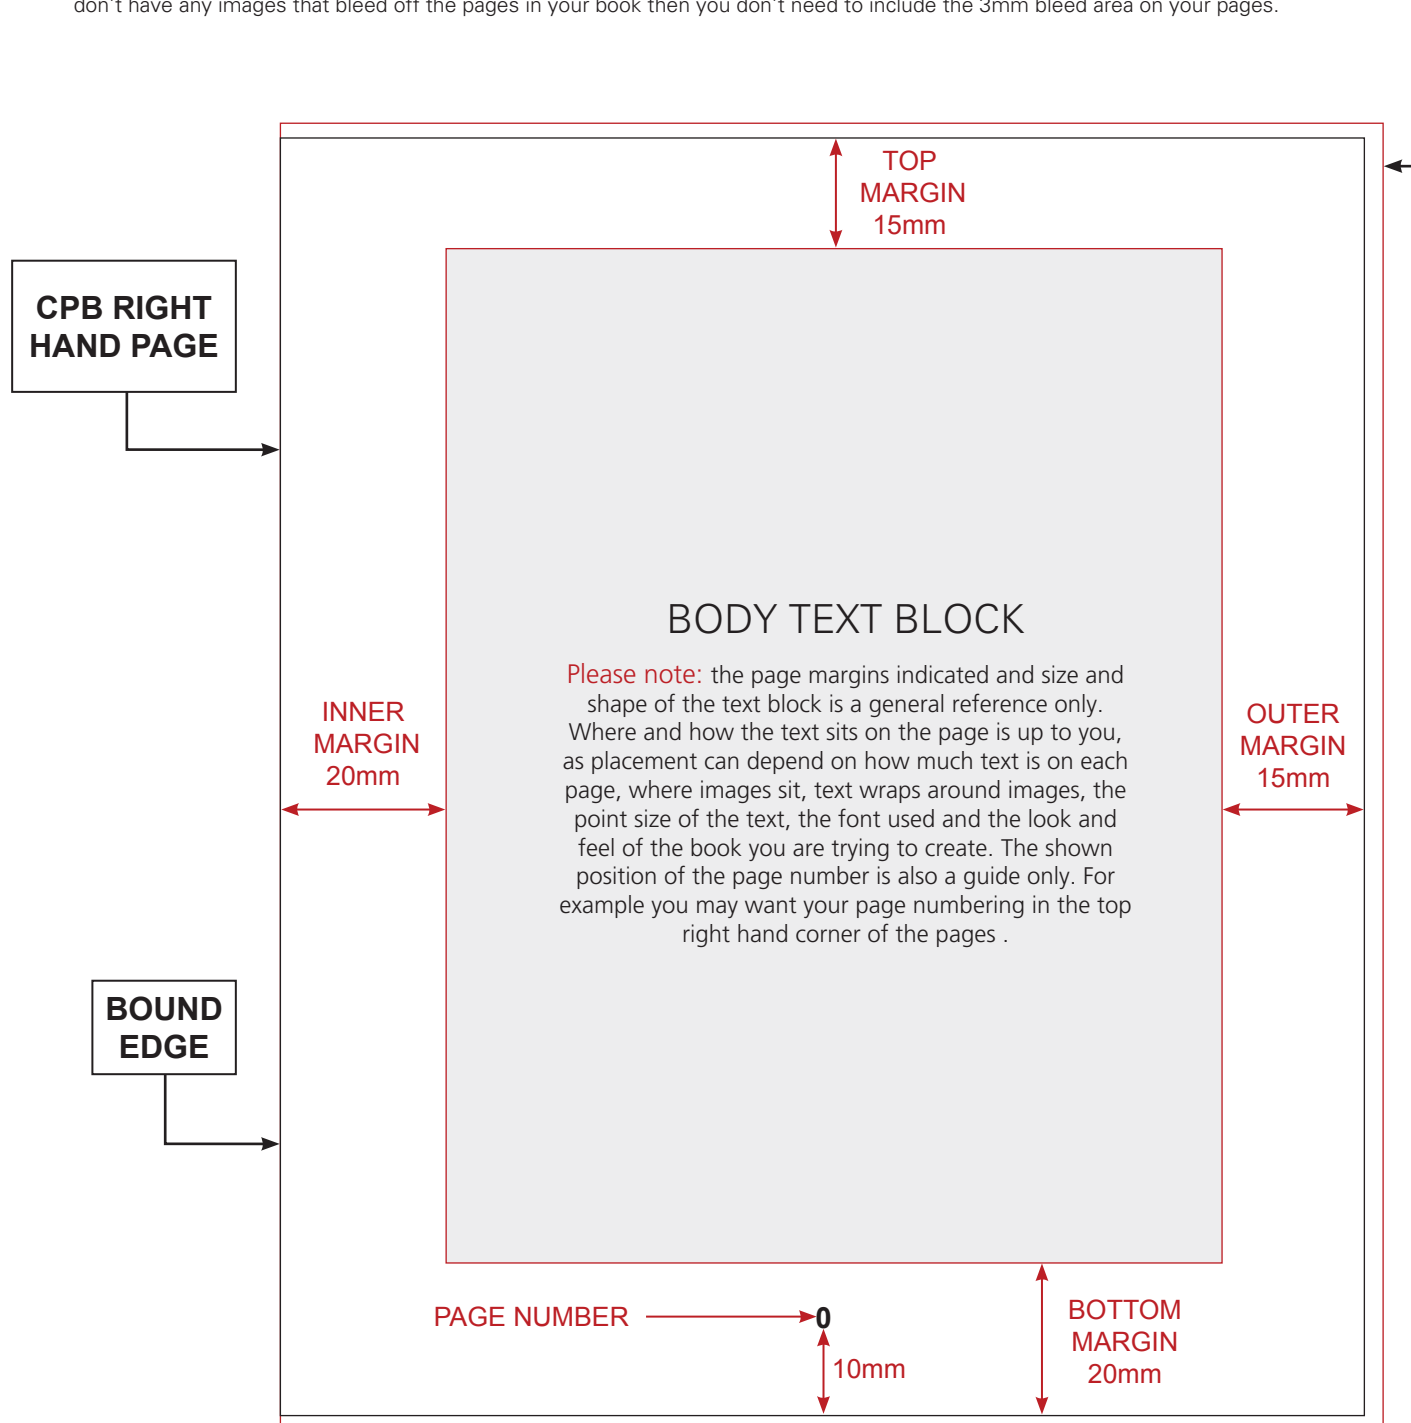 don't have any images that bleed off the pages in your book then you don't need to include the 3mm bleed area on your pages.
TOP
MARGIN
15mm
CPB RIGHT
HAND PAGE
BODY TEXT BLOCK
Please note: the page margins indicated and size and
shape of the text block is a general reference only.
Where and how the text sits on the page is up to you,
as placement can depend on how much text is on each
page, where images sit, text wraps around images, the
point size of the text, the font used and the look and
feel of the book you are trying to create. The shown
position of the page number is also a guide only. For
example you may want your page numbering in the top
right hand corner of the pages .
INNER
MARGIN
20mm
OUTER
MARGIN
15mm
BOUND
EDGE
PAGE NUMBER
0
10mm
BOTTOM
MARGIN
20mm